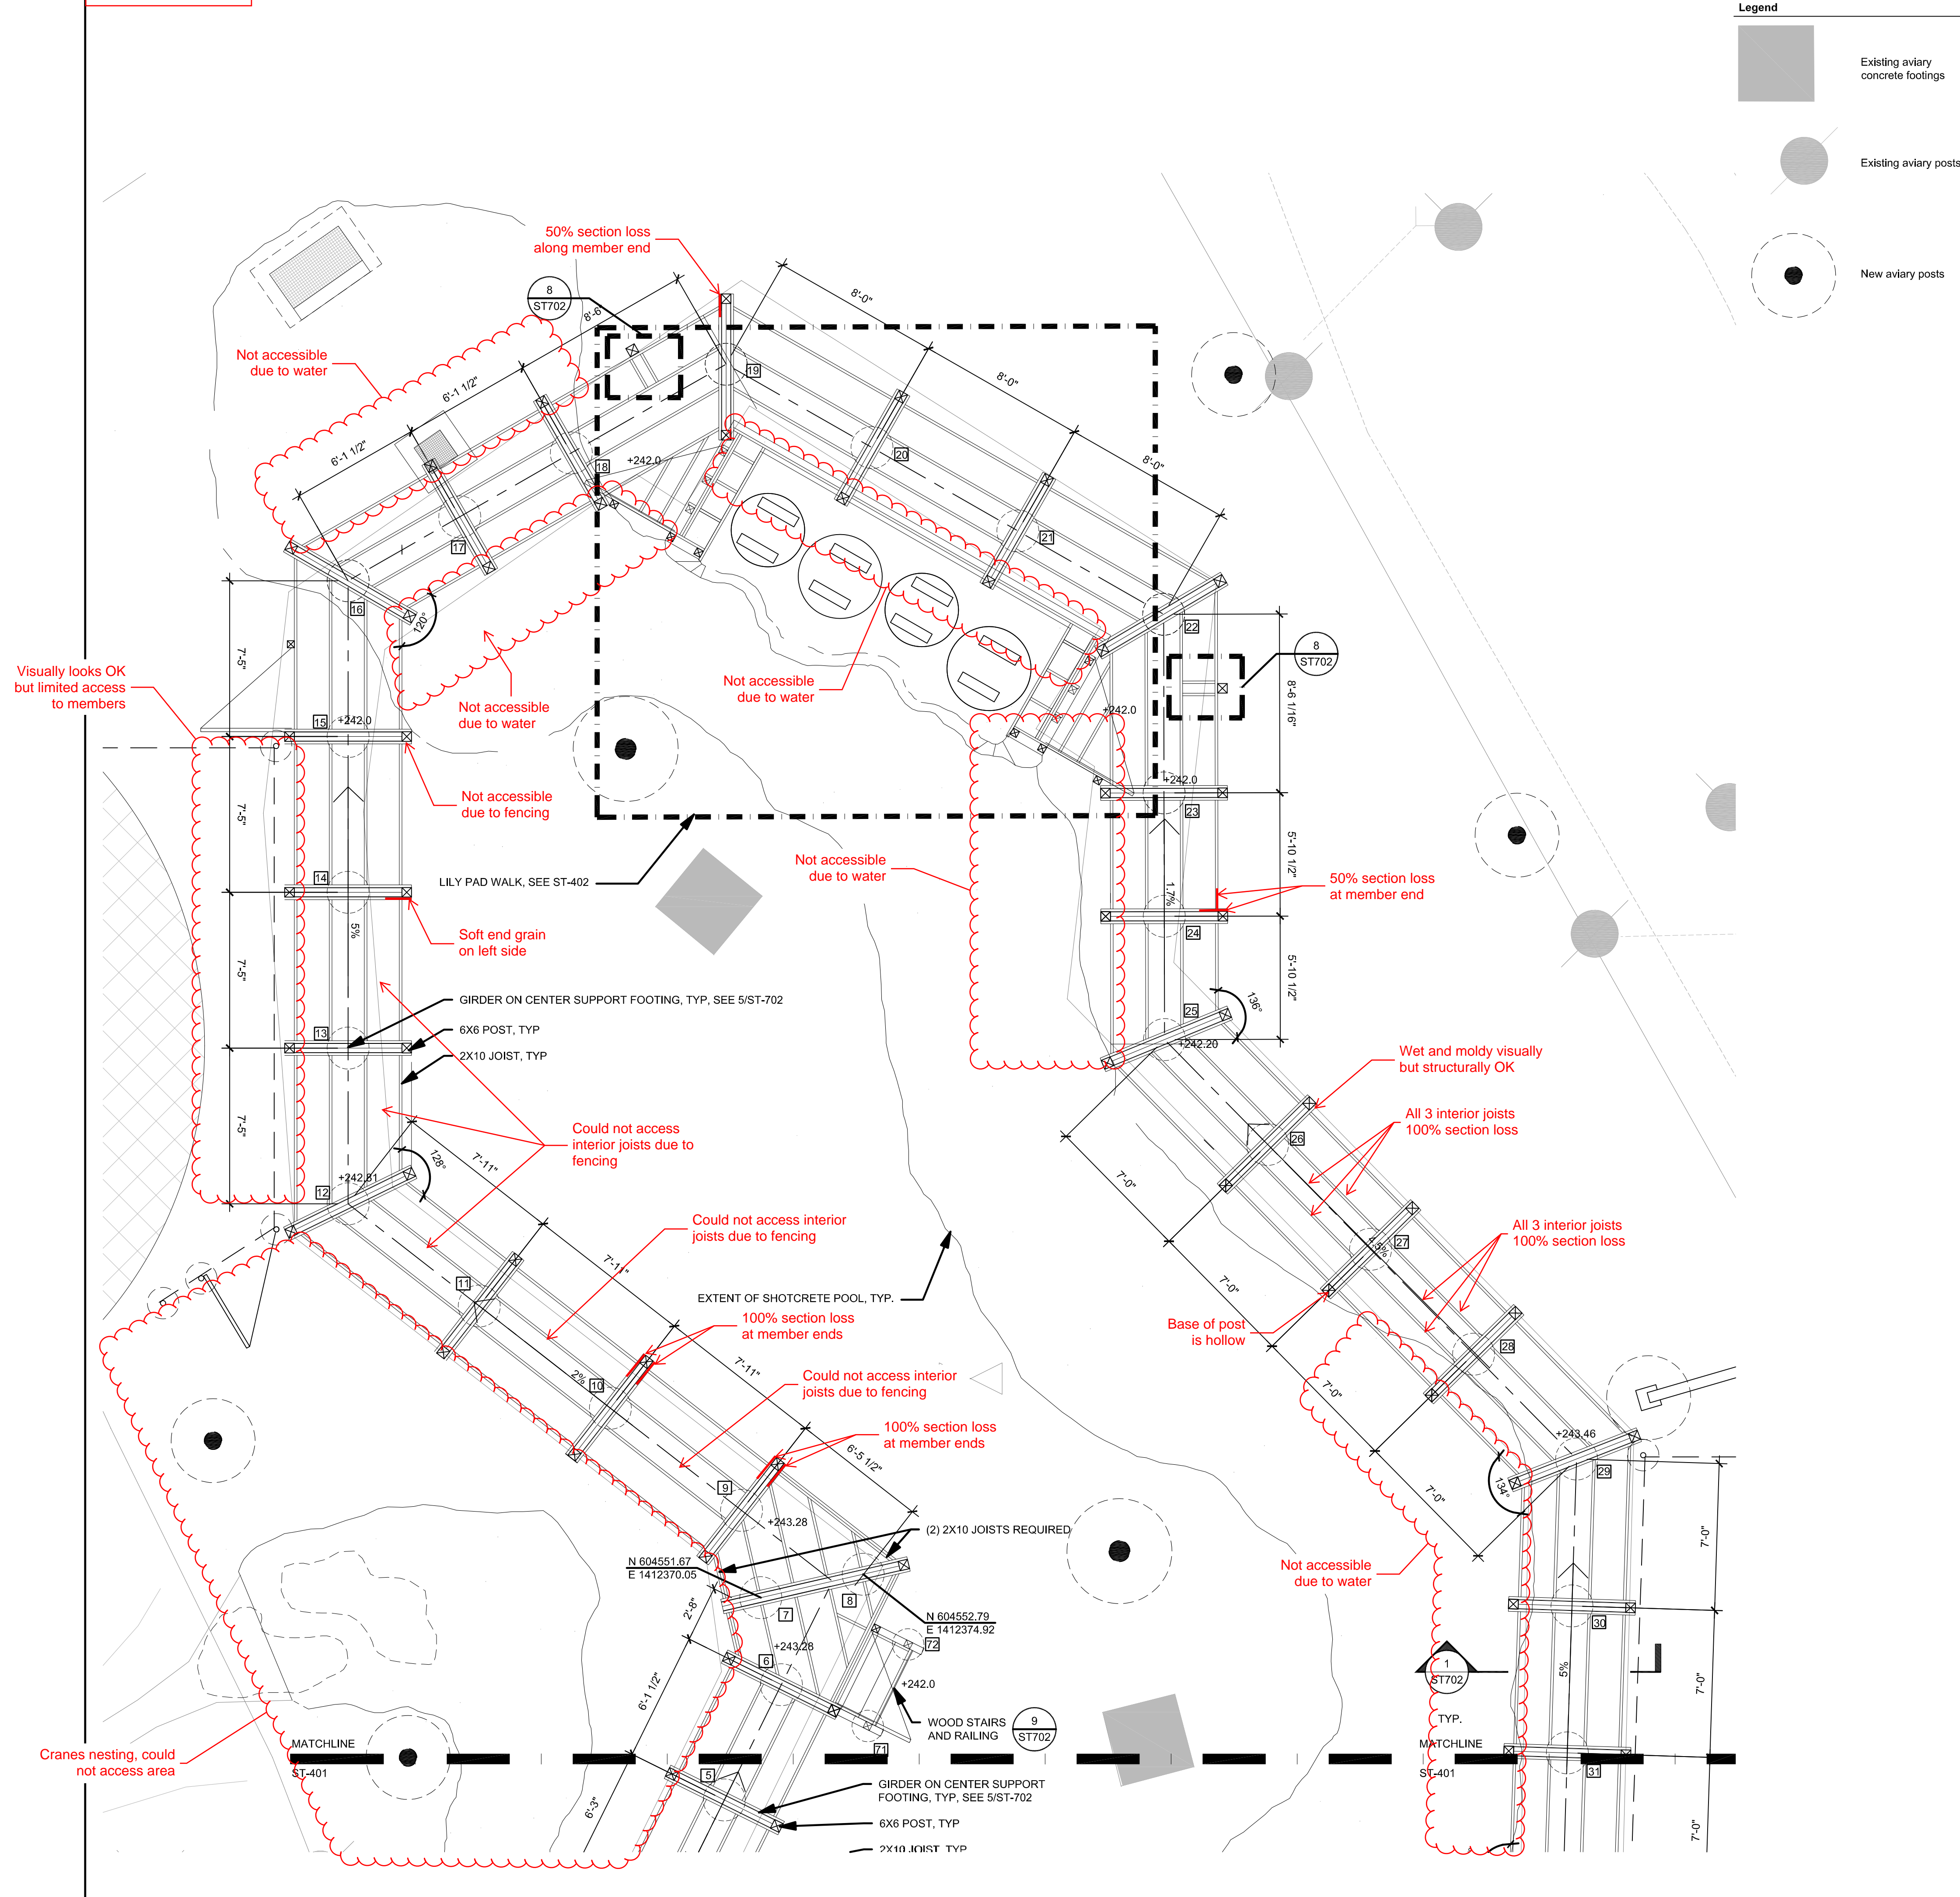 Legend
Existing aviary
concrete footings
Existing aviary posts
New aviary posts
50% section loss
along member end
8
ST702
8'-6"
8'-0"
Not accessible
due to water
19
6'-1 1/2"
8'-0"
6'-1 1/2"
18
+242.0
20
8'-0"
17
21
16
120°
22
8
ST702
7'-5"
Visually looks OK
but limited access
to members
Not accessible
due to water
Not accessible
due to water
8'-6 1/16"
15
+242.0
+242.0
+242.0
23
Not accessible
due to fencing
7'-5"
5'-10 1/2"
Not accessible
due to water
14
LILY PAD WALK, SEE ST-402
1.7%
50% section loss
at member end
5%
Soft end grain
on left side
24
7'-5"
5'-10 1/2"
GIRDER ON CENTER SUPPORT FOOTING, TYP, SEE 5/ST-702
136°
25
13
6X6 POST, TYP
+242.20
2X10 JOIST, TYP
Wet and moldy visually
but structurally OK
7'-5"
Could not access
interior joists due to
fencing
All 3 interior joists
100% section loss
26
128°
7'-11"
7'-0"
+242.81
12
Could not access interior
joists due to fencing
All 3 interior joists
100% section loss
27
4.5%
7'-11"
11
7'-0"
EXTENT OF SHOTCRETE POOL, TYP.
100% section loss
at member ends
Base of post
is hollow
28
7'-11"
2%
10
Could not access interior
joists due to fencing
7'-0"
100% section loss
at member ends
+243.46
6'-5 1/2"
29
9
134°
7'-0"
+243.28
(2) 2X10 JOISTS REQUIRED
7'-0"
N 604551.67
E 1412370.05
Not accessible
due to water
2'-8"
7
8
N 604552.79
E 1412374.92
30
72
+243.28
6
1
ST702
5%
6'-1 1/2"
+242.0
7'-0"
WOOD STAIRS
AND RAILING
9
ST702
TYP.
Cranes nesting, could
not access area
MATCHLINE
ST-401
71
MATCHLINE
ST-401
5
31
GIRDER ON CENTER SUPPORT
FOOTING, TYP, SEE 5/ST-702
6'-3"
6X6 POST, TYP
7'-0"
2X10 JOIST, TYP